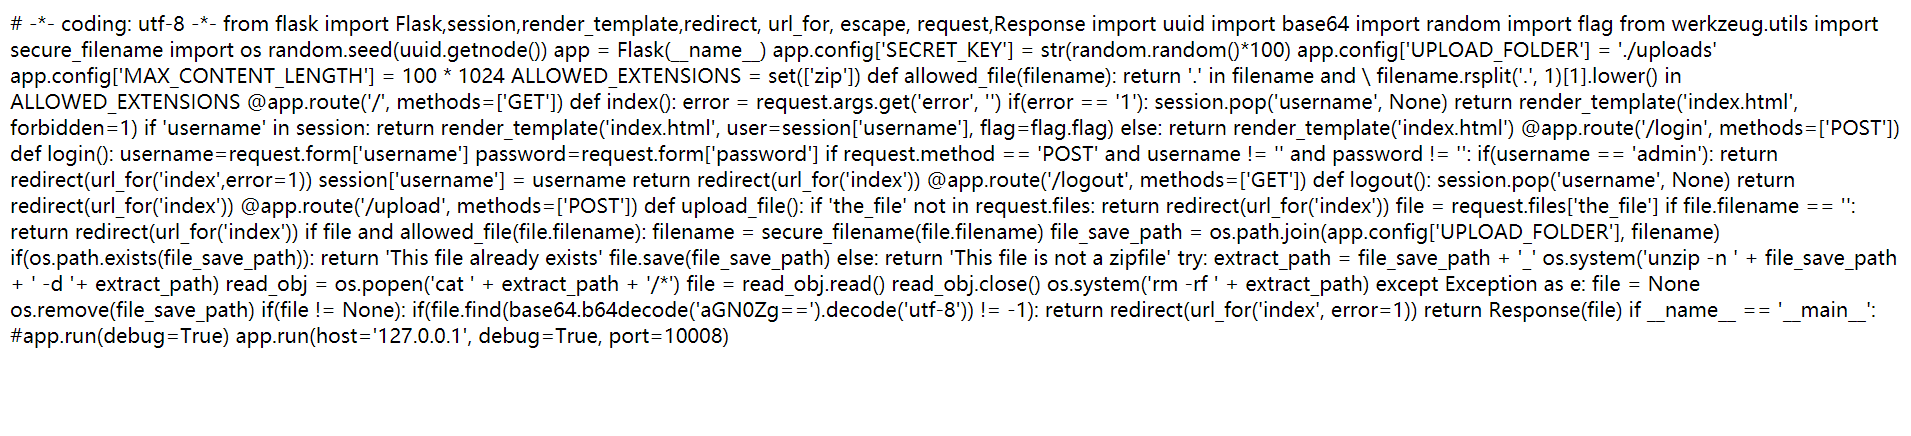 # -*- coding: utf-8 -*- from flask import Flask,session,render_template,redirect, url_for, escape, request,Response import uuid import base64 import random import flag from werkzeug.utils import
secure_filename import os random.seed(uuid.getnode()) app = Flask(__name__) app.config['SECRET_KEY'] = str(random.random()*100) app.config['UPLOAD_FOLDER'] = './uploads'
app.config['MAX_CONTENT_LENGTH'] = 100 * 1024 ALLOWED_EXTENSIONS = set(['zip']) def allowed_file(filename): return '.' in filename and \ filename.rsplit('.', 1)[1].lower() in
ALLOWED_EXTENSIONS @app.route('/', methods=['GET']) def index(): error = request.args.get('error', '') if(error == '1'): session.pop('username', None) return render_template('index.html',
forbidden=1) if 'username' in session: return render_template('index.html', user=session['username'], flag=flag.flag) else: return render_template('index.html') @app.route('/login', methods=['POST'])
def login(): username=request.form['username'] password=request.form['password'] if request.method == 'POST' and username != '' and password != '': if(username == 'admin'): return
redirect(url_for('index',error=1)) session['username'] = username return redirect(url_for('index')) @app.route('/logout', methods=['GET']) def logout(): session.pop('username', None) return
redirect(url_for('index')) @app.route('/upload', methods=['POST']) def upload_file(): if 'the_file' not in request.files: return redirect(url_for('index')) file = request.files['the_file'] if file.filename == '':
return redirect(url_for('index')) if file and allowed_file(file.filename): filename = secure_filename(file.filename) file_save_path = os.path.join(app.config['UPLOAD_FOLDER'], filename)
if(os.path.exists(file_save_path)): return 'This file already exists' file.save(file_save_path) else: return 'This file is not a zipfile' try: extract_path = file_save_path + '_' os.system('unzip -n ' + file_save_path
+ ' -d '+ extract_path) read_obj = os.popen('cat ' + extract_path + '/*') file = read_obj.read() read_obj.close() os.system('rm -rf ' + extract_path) except Exception as e: file = None
os.remove(file_save_path) if(file != None): if(file.find(base64.b64decode('aGN0Zg==').decode('utf-8')) != -1): return redirect(url_for('index', error=1)) return Response(file) if __name__ == '__main__':
#app.run(debug=True) app.run(host='127.0.0.1', debug=True, port=10008)